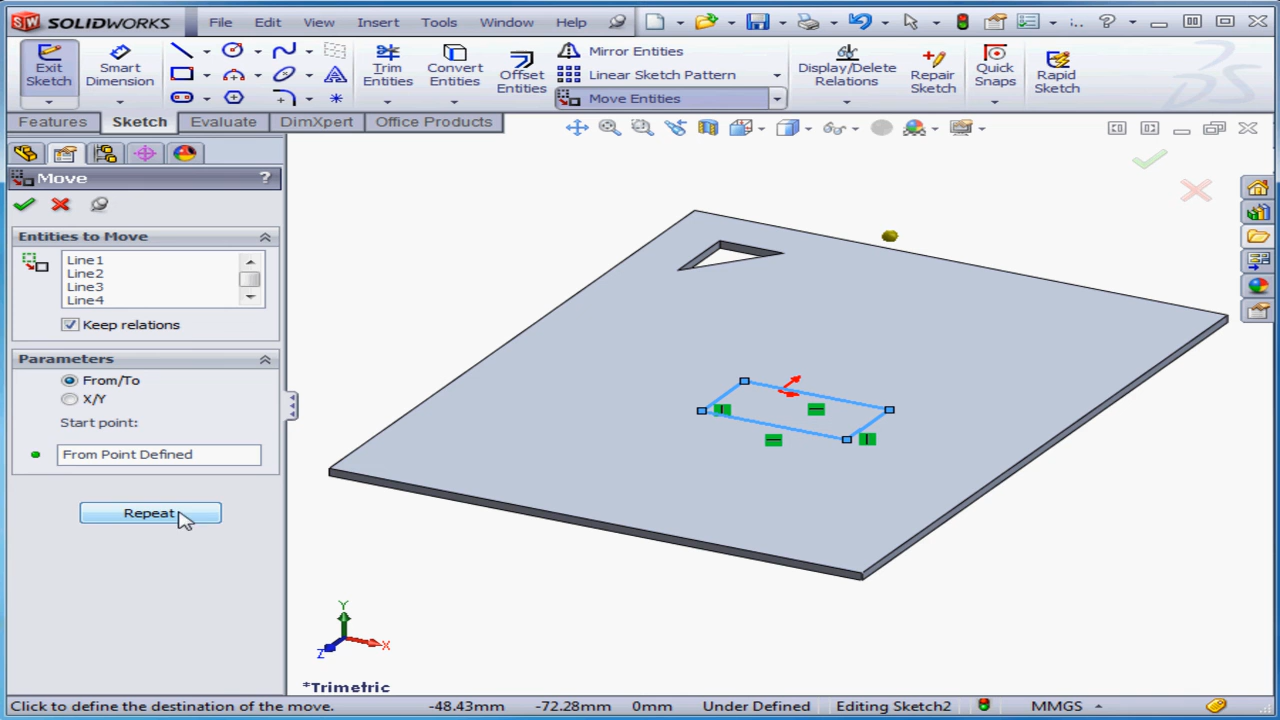 SW SOLIDWORKS File Edit View Insert Tools Window Help
Exit Sketch
Smart Dimension
Trim Entities
Convert Entities
Offset Entities
Mirror Entities
Linear Sketch Pattern
Move Entities
Display/Delete Relations
Repair Sketch
Quick Snaps
Rapid Sketch
Features Sketch Evaluate DimXpert Office Products
Move ?
Entities to Move
Line1
Line2
Line3
Line4
Keep relations
Parameters
From/To
X/Y
Start point:
From Point Defined
Repeat
Y
X
Z
*Trimetric
Click to define the destination of the move. -48.43mm -72.28mm 0mm Under Defined Editing Sketch2 MMGS